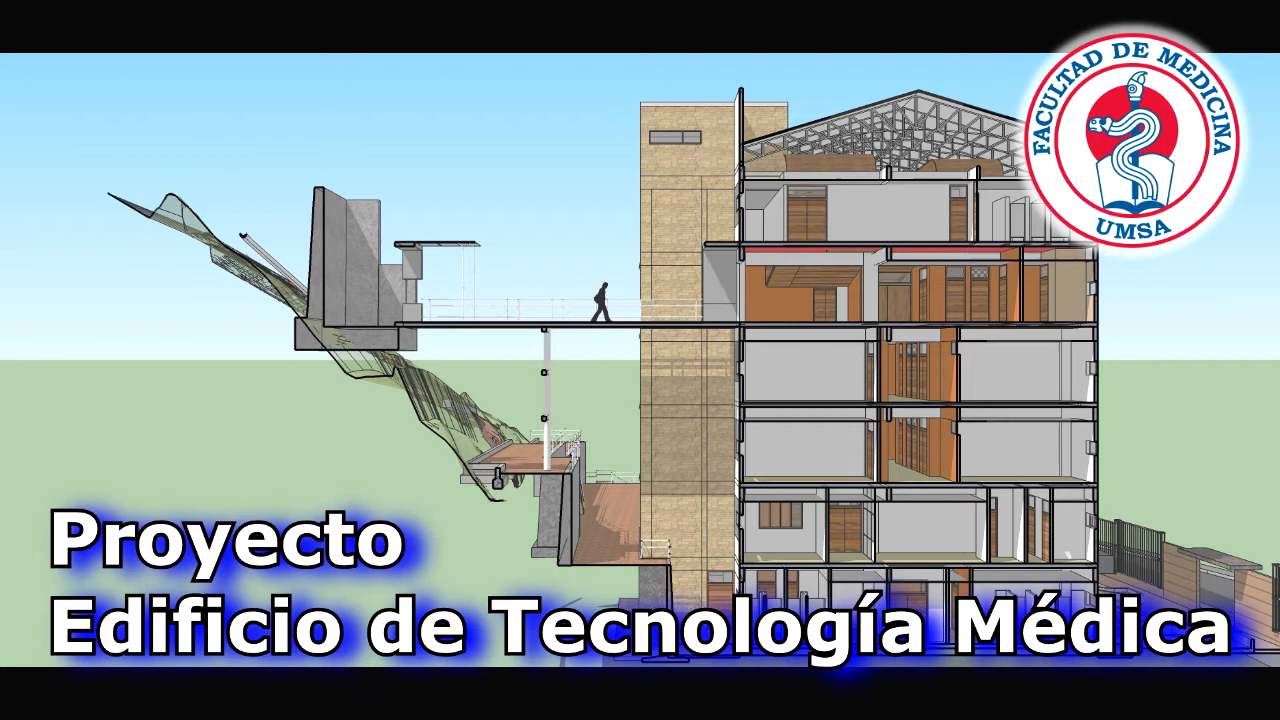 FACULTAD DE MEDICINA
UMSA
Proyecto
Edificio de Tecnología Médica